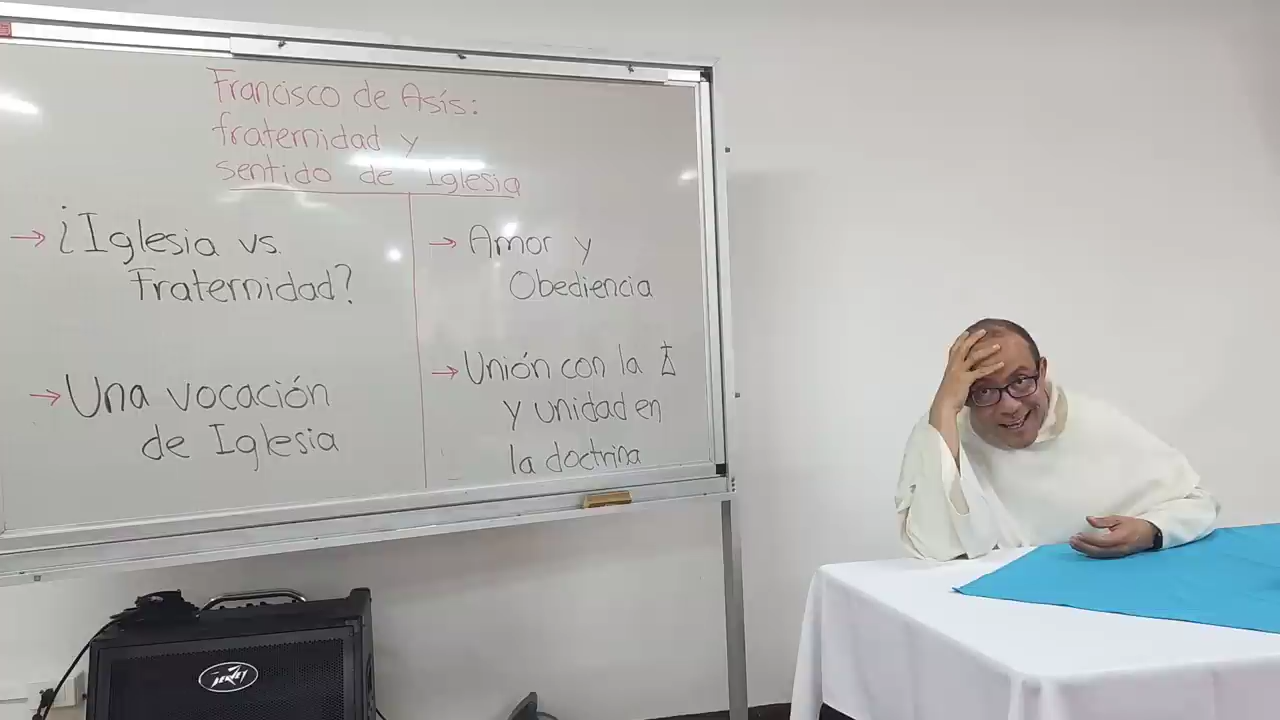 Francisco de Asís:
fraternidad y
sentido de Iglesia
→ ¿Iglesia vs.
Fraternidad?
→ Una vocación
de Iglesia
→ Amor y
Obediencia
→ Unión con la
y unidad en
la doctrina
PEAVEY